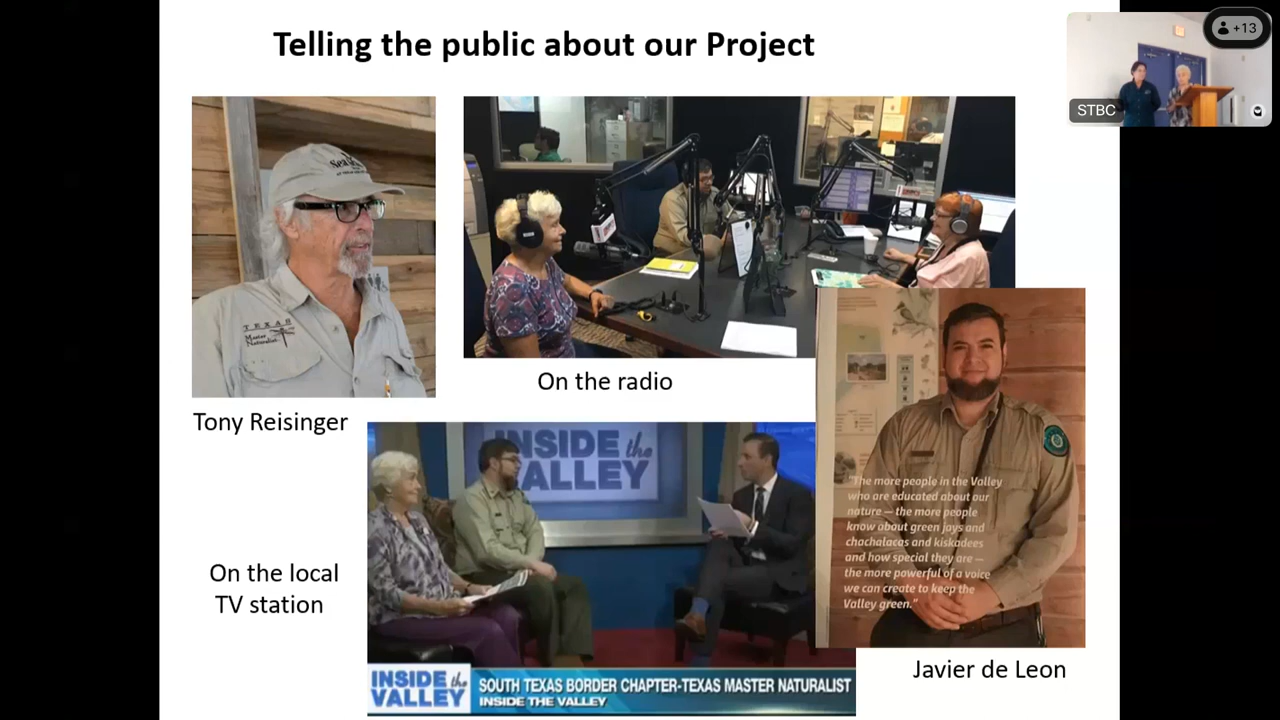 Telling the public about our Project
+13
STBC
TEXAS
Master
Naturalist
Tony Reisinger
On the radio
INSIDE the
VALLEY
"The more people in the Valley
who are educated about our
nature — the more people
know about green jays and
chachalacas and kiskadees
and how special they are —
the more powerful of a voice
we can create to keep the
Valley green."
On the local
TV station
INSIDE the
VALLEY
SOUTH TEXAS BORDER CHAPTER-TEXAS MASTER NATURALIST
INSIDE THE VALLEY
Javier de Leon